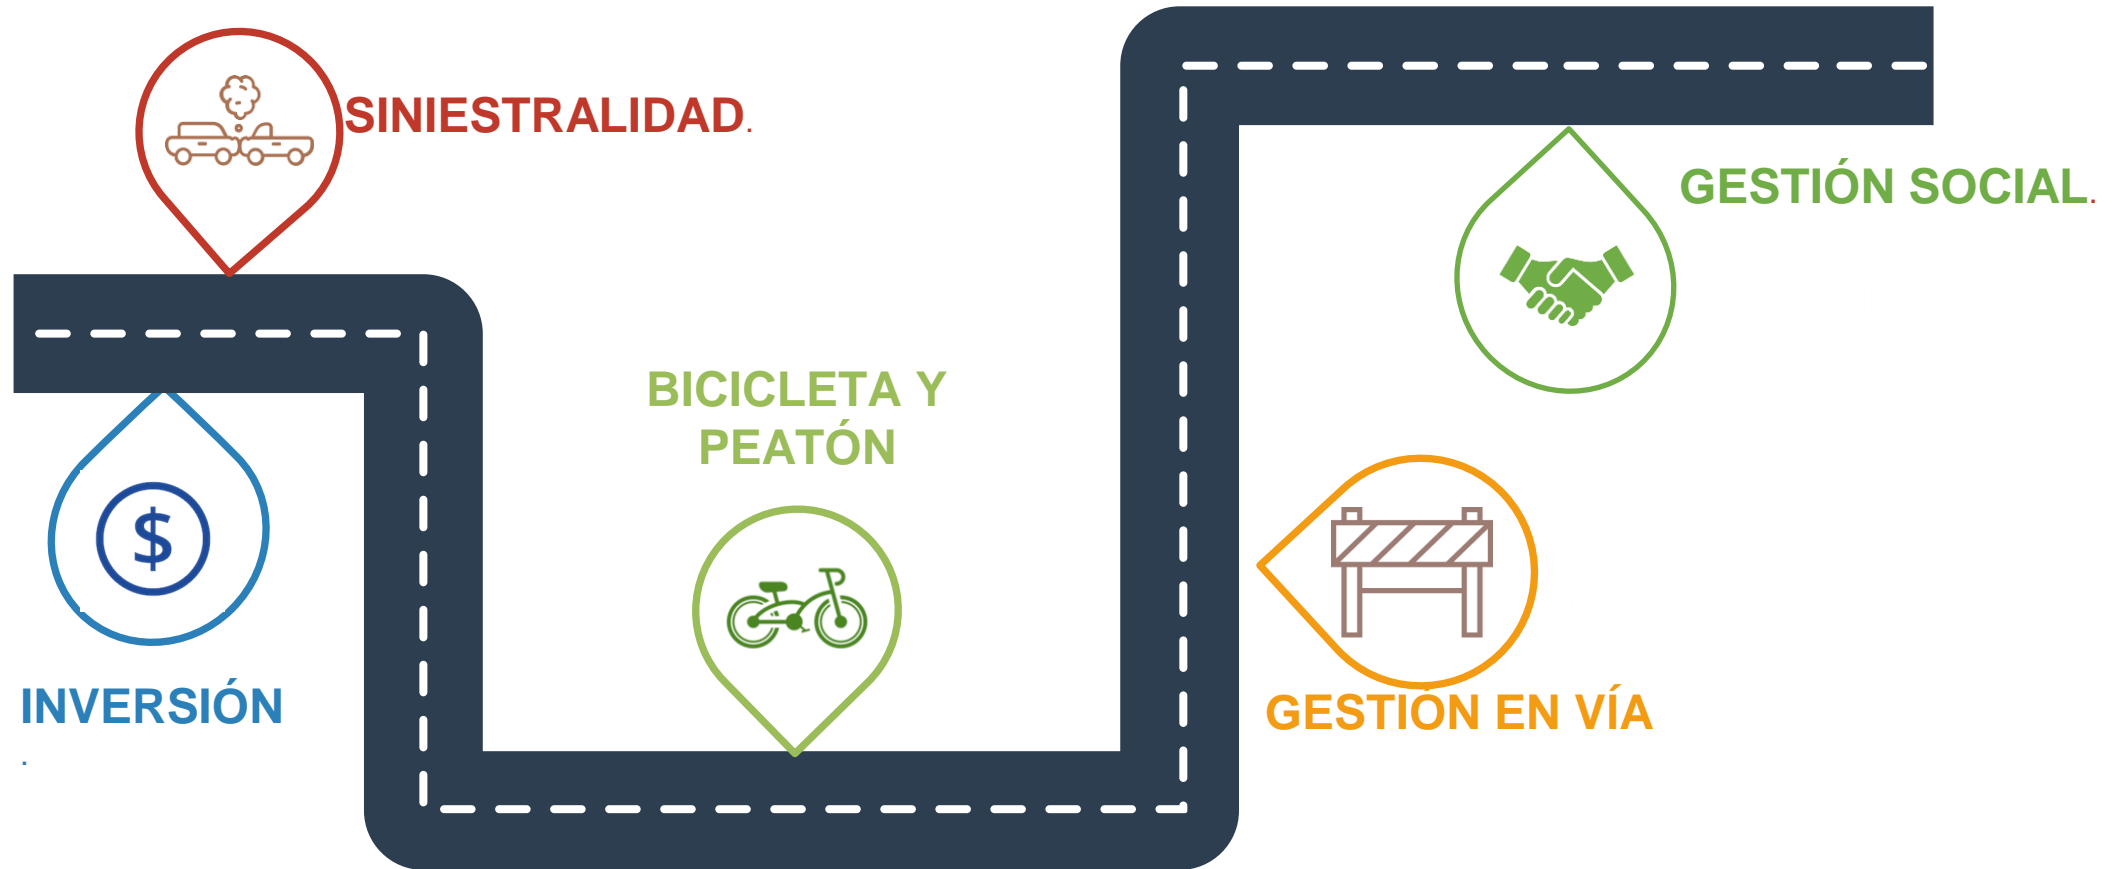 SINIESTRALIDAD.
GESTIÓN SOCIAL.
BICICLETA Y
PEATÓN
$
INVERSIÓN
.
GESTIÓN EN VÍA